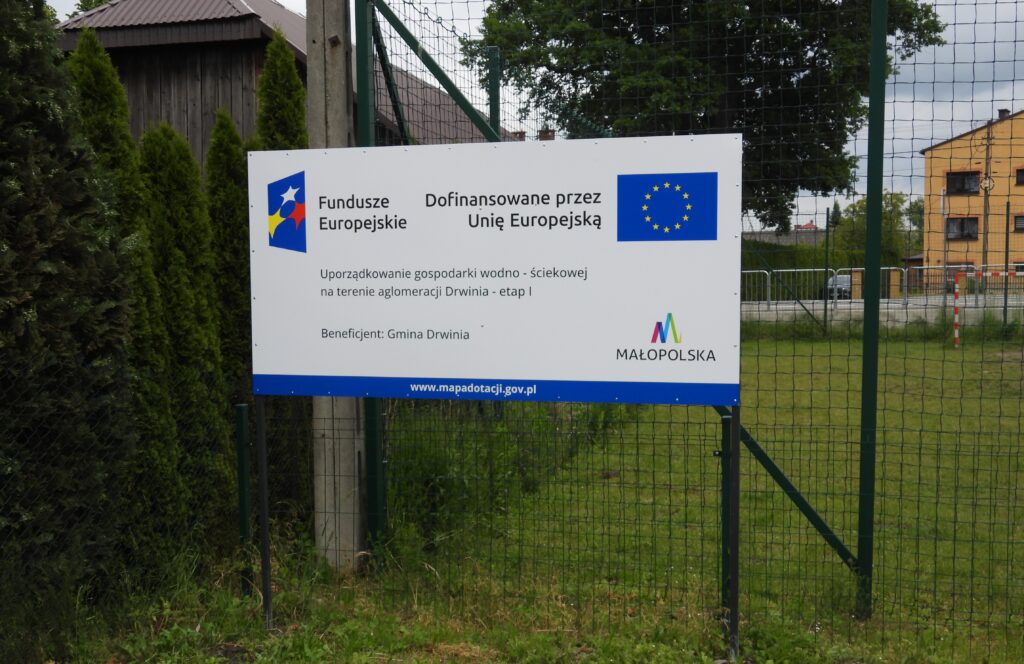 Fundusze
Europejskie
Dofinansowane przez
Unię Europejską
Uporządkowanie gospodarki wodno - ściekowej
na terenie aglomeracji Drwinia - etap I
Beneficjent: Gmina Drwinia
MAŁOPOLSKA
www.mapadotacji.gov.pl